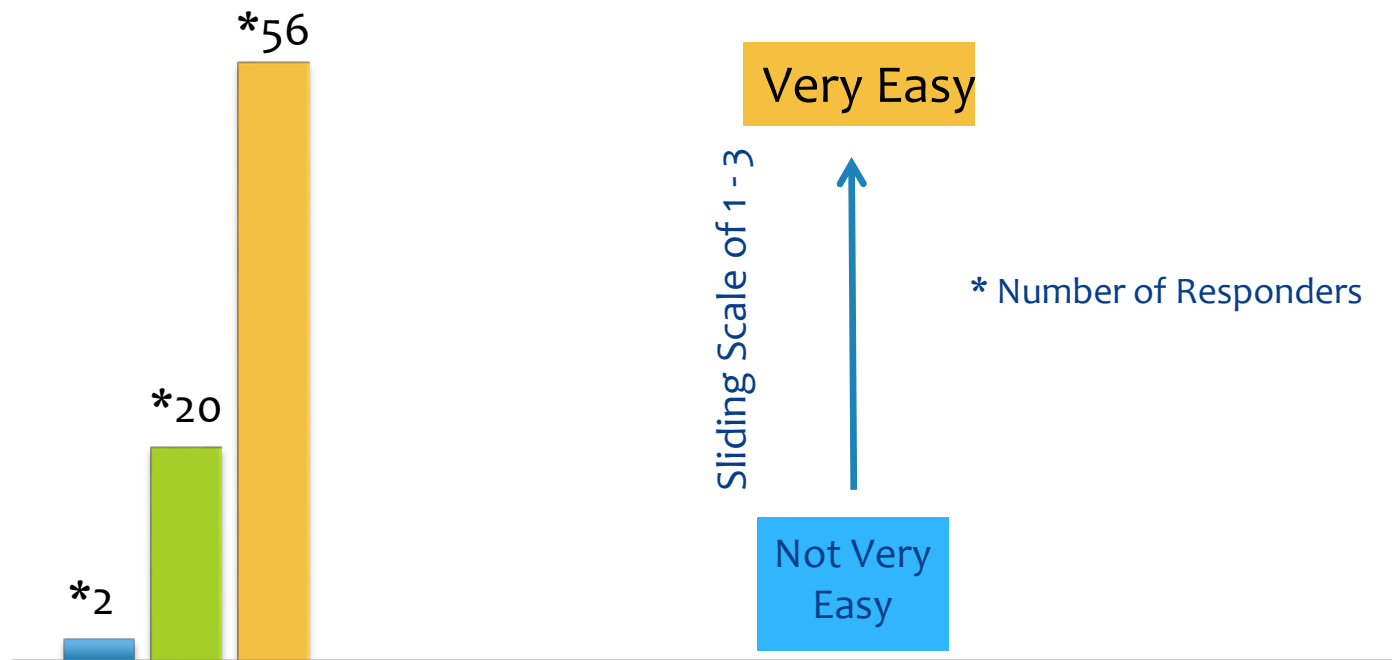 *56
*20
*2
Very Easy
Sliding Scale of 1 - 3
* Number of Responders
Not Very
Easy